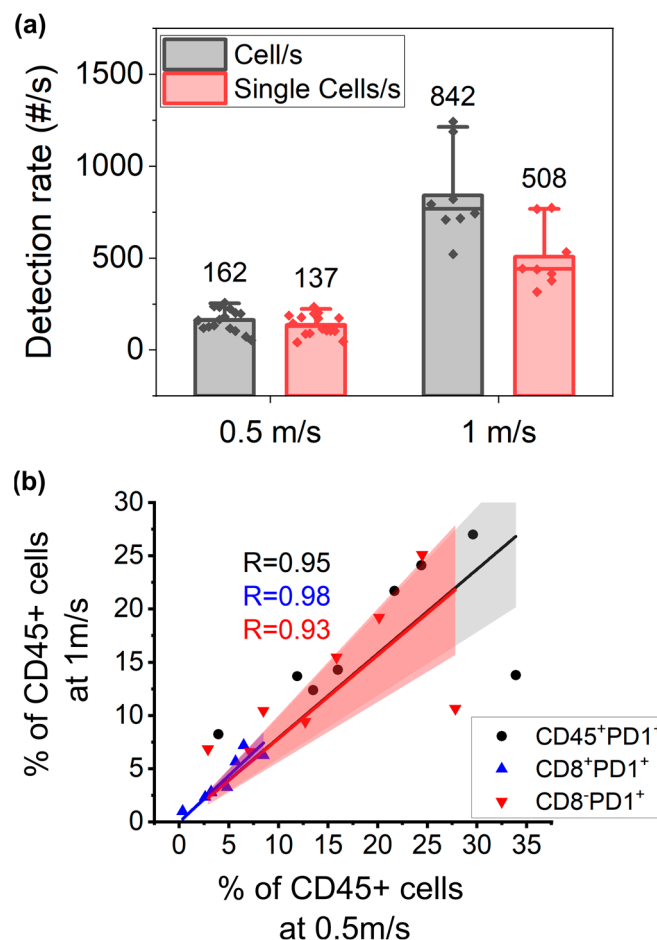 (a)
Cell/s
Single Cells/s
Detection rate (#/s)
1500
1000
500
0
162
137
842
508
0.5 m/s
1 m/s
(b)
% of CD45+ cells
at 1m/s
30
25
20
15
10
5
0
R=0.95
R=0.98
R=0.93
CD45⁺PD1⁻
CD8⁺PD1⁺
CD8⁻PD1⁺
0 5 10 15 20 25 30 35
% of CD45+ cells
at 0.5m/s